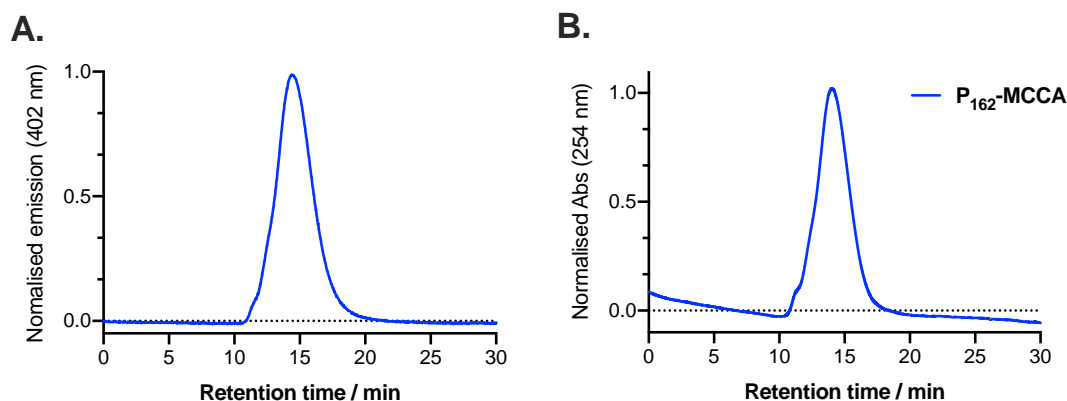 A.
Nomalised emission (402 nm)
1.0
0.5
0.0
0 5 10 15 20 25 30
Retention time / min
B.
Normalised Abs (254 nm)
1.0
0.5
0.0
0 5 10 15 20 25 30
Retention time / min
P162-MCCA